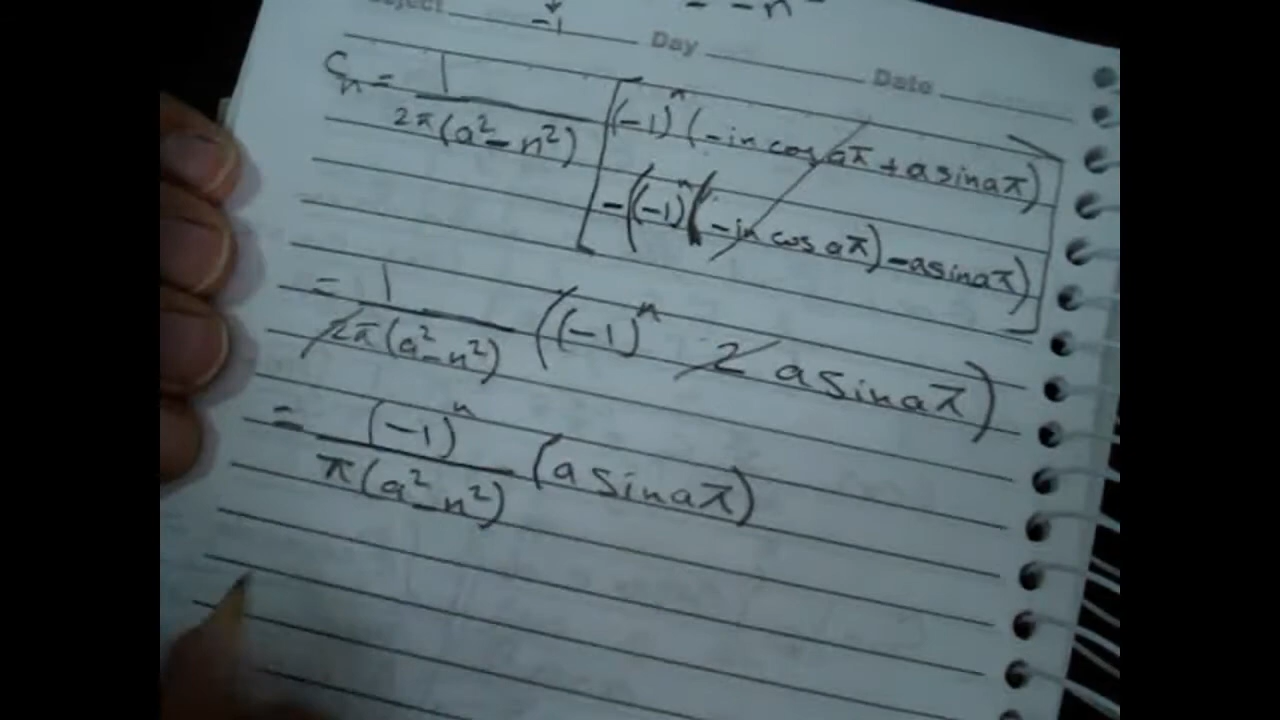 = -n
-1
Day
Date
Cn = 1 / 2π(a² - n²) [(-1)ⁿ (-in cos aπ + a sin aπ)
-((-1)ⁿ (-in cos aπ) - a sin aπ)]
= 1 / 2π(a² - n²) ((-1)ⁿ 2 a sin aπ)
= (-1)ⁿ / π(a² - n²) (a sin aπ)